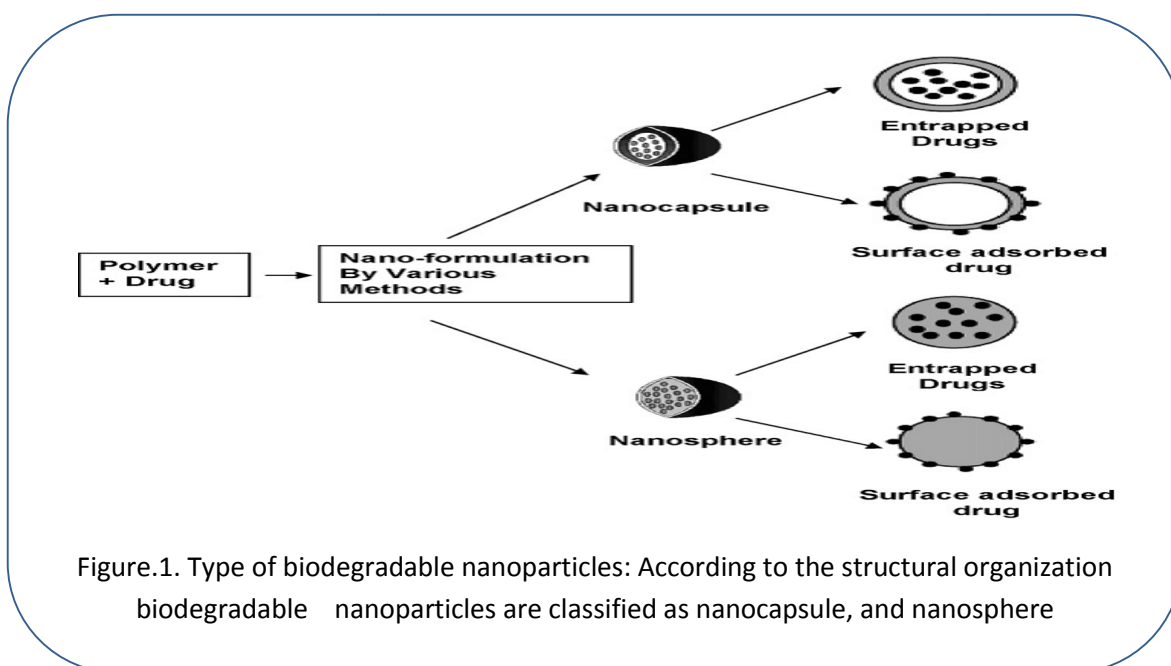 Entrapped
Drugs
Nanocapsule
Surface adsorbed
drug
Polymer
+ Drug
Nano-formulation
By Various
Methods
Entrapped
Drugs
Nanosphere
Surface adsorbed
drug
Figure.1. Type of biodegradable nanoparticles: According to the structural organization
biodegradable nanoparticles are classified as nanocapsule, and nanosphere